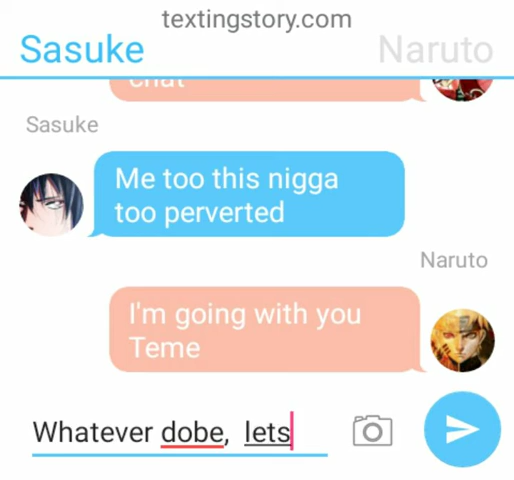 textingstory.com
Sasuke Naruto
chat
Sasuke
Me too this nigga
too perverted
Naruto
I'm going with you
Teme
Whatever dobe,  lets